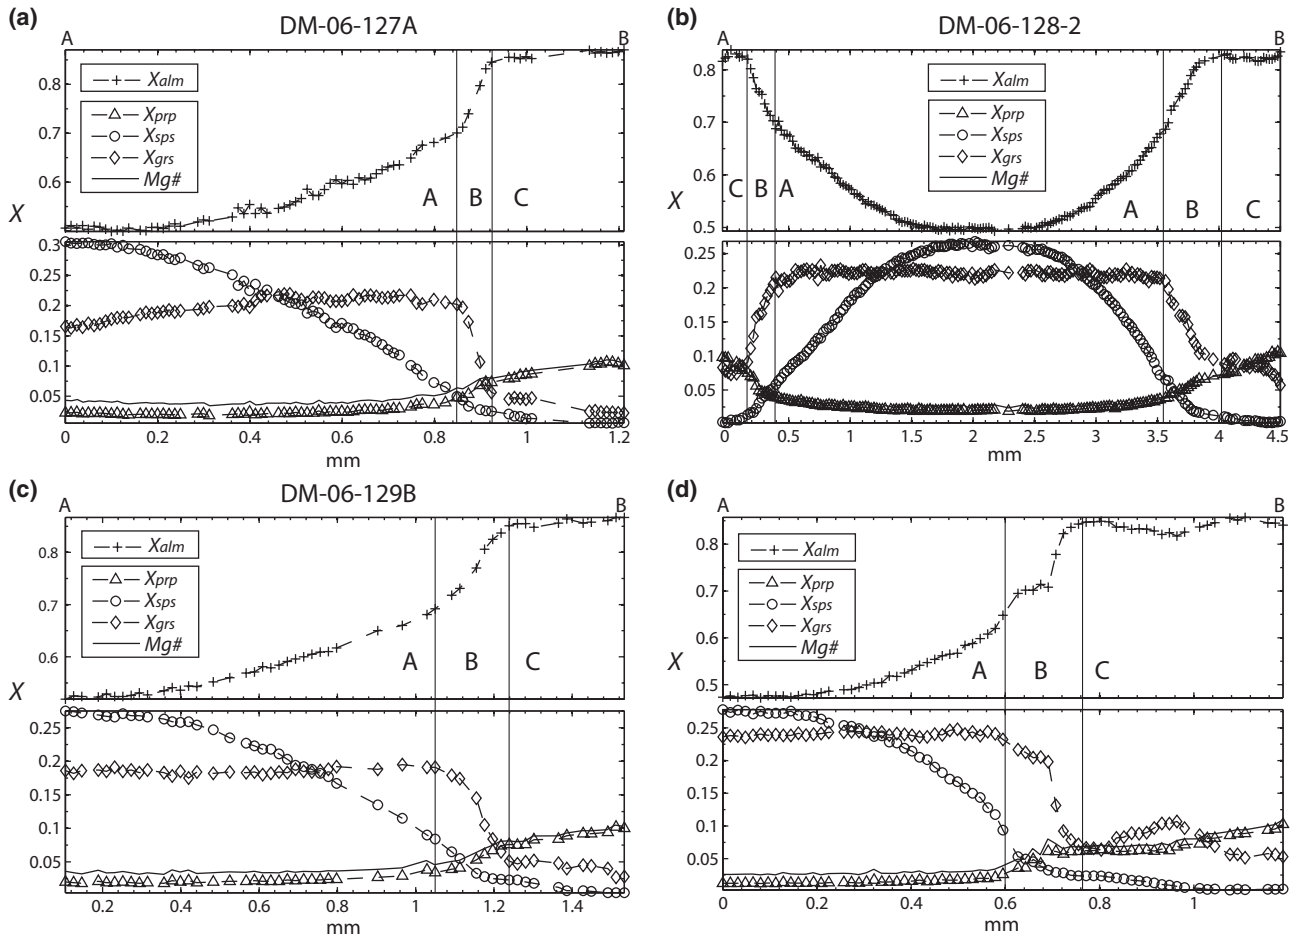 (a)
DM-06-127A
A
B
0.8
0.7
0.6
X
Xalm
Xprp
Xsps
Xgrs
Mg#
A
B
C
0.3
0.25
0.2
0.15
0.1
0.05
0 0.2 0.4 0.6 0.8 1 1.2
mm
(b)
DM-06-128-2
A
B
0.8
0.7
0.6
0.5
X
Xalm
Xprp
Xsps
Xgrs
Mg#
C B A
A
B
C
0.25
0.2
0.15
0.1
0.05
0 0.5 1 1.5 2 2.5 3 3.5 4 4.5
mm
(c)
DM-06-129B
A
B
0.8
0.7
0.6
X
Xalm
Xprp
Xsps
Xgrs
Mg#
A
B
C
0.25
0.2
0.15
0.1
0.05
0.2 0.4 0.6 0.8 1.0 1.2 1.4
mm
(d)
A
B
0.8
0.7
0.6
0.5
X
Xalm
Xprp
Xsps
Xgrs
Mg#
A
B
C
0.25
0.2
0.15
0.1
0.05
0 0.2 0.4 0.6 0.8 1
mm